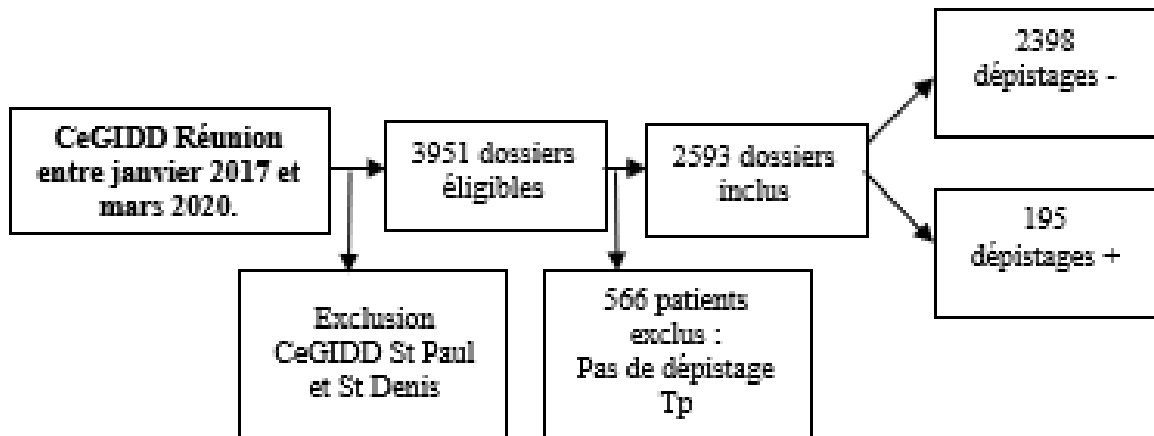 CeGIDD Réunion
entre janvier 2017 et
mars 2020.
3951 dossiers
éligibles
2593 dossiers
inclus
2398
dépistages -
195
dépistages +
Exclusion
CeGIDD St Paul
et St Denis
566 patients
exclus :
Pas de dépistage
Tp